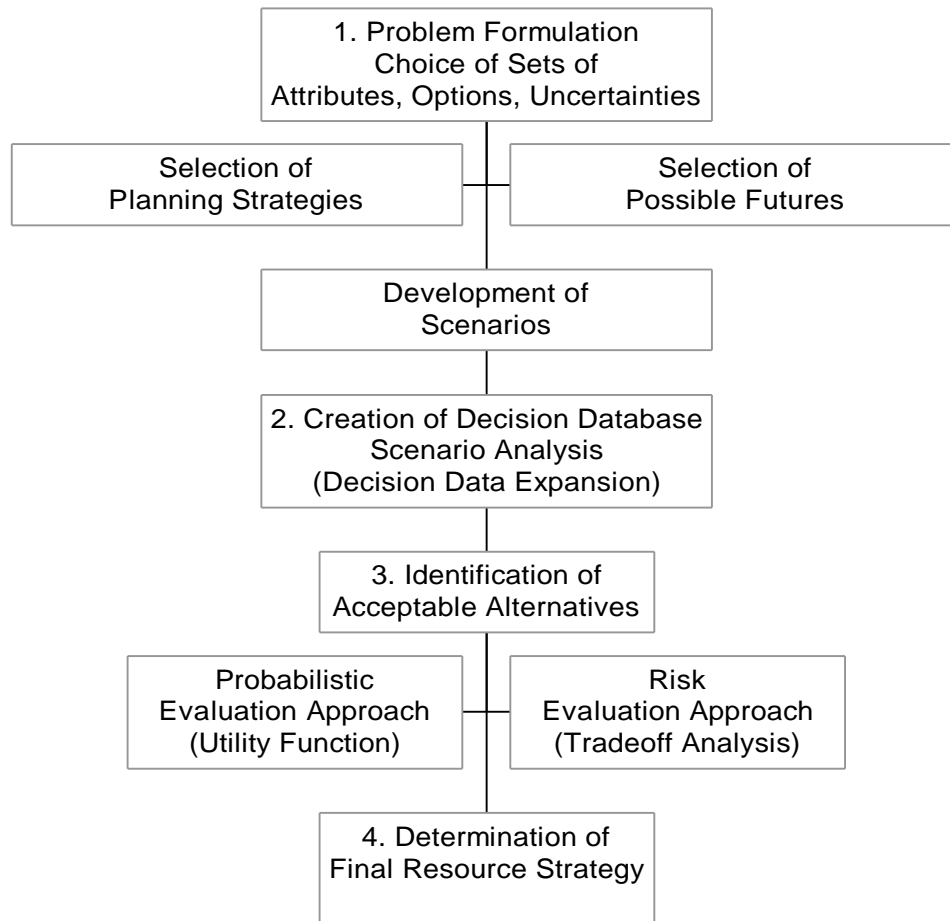 1. Problem Formulation
Choice of Sets of
Attributes, Options, Uncertainties
Selection of
Planning Strategies
Selection of
Possible Futures
Development of
Scenarios
2. Creation of Decision Database
Scenario Analysis
(Decision Data Expansion)
3. Identification of
Acceptable Alternatives
Probabilistic
Evaluation Approach
(Utility Function)
Risk
Evaluation Approach
(Tradeoff Analysis)
4. Determination of
Final Resource Strategy